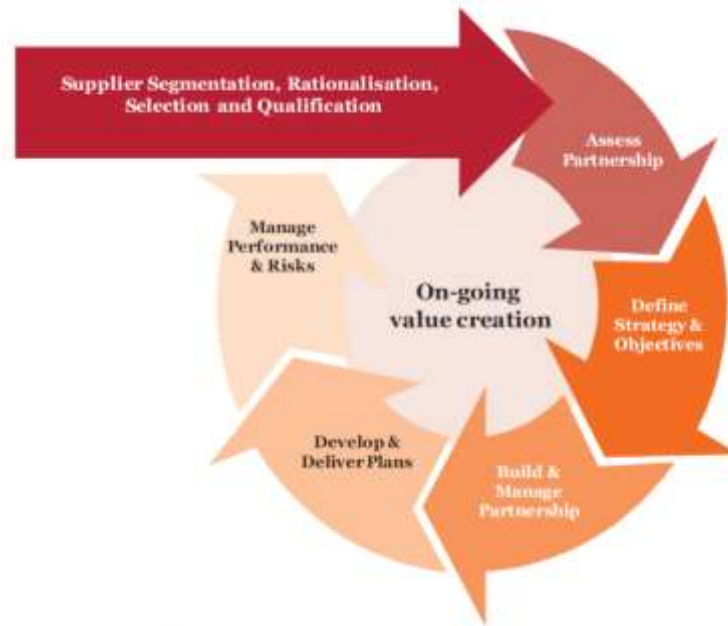 Supplier Segmentation, Rationalisation,
Selection and Qualification
Assess
Partnership
Define
Strategy &
Objectives
Build &
Manage
Partnership
Develop &
Deliver Plans
Manage
Performance
& Risks
On-going
value creation